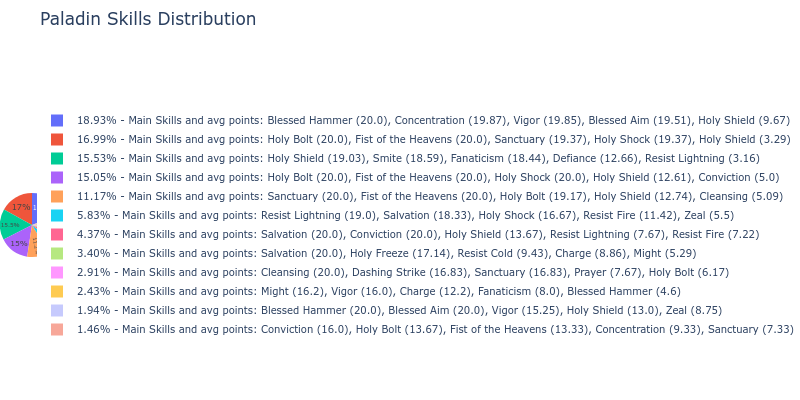 Paladin Skills Distribution
18.93% - Main Skills and avg points: Blessed Hammer (20.0), Concentration (19.87), Vigor (19.85), Blessed Aim (19.51), Holy Shield (9.67)
16.99% - Main Skills and avg points: Holy Bolt (20.0), Fist of the Heavens (20.0), Sanctuary (19.37), Holy Shock (19.37), Holy Shield (3.29)
15.53% - Main Skills and avg points: Holy Shield (19.03), Smite (18.59), Fanaticism (18.44), Defiance (12.66), Resist Lightning (3.16)
15.05% - Main Skills and avg points: Holy Bolt (20.0), Fist of the Heavens (20.0), Holy Shock (20.0), Holy Shield (12.61), Conviction (5.0)
11.17% - Main Skills and avg points: Sanctuary (20.0), Fist of the Heavens (20.0), Holy Bolt (19.17), Holy Shield (12.74), Cleansing (5.09)
5.83% - Main Skills and avg points: Resist Lightning (19.0), Salvation (18.33), Holy Shock (16.67), Resist Fire (11.42), Zeal (5.5)
4.37% - Main Skills and avg points: Salvation (20.0), Conviction (20.0), Holy Shield (13.67), Resist Lightning (7.67), Resist Fire (7.22)
3.40% - Main Skills and avg points: Salvation (20.0), Holy Freeze (17.14), Resist Cold (9.43), Charge (8.86), Might (5.29)
2.91% - Main Skills and avg points: Cleansing (20.0), Dashing Strike (16.83), Sanctuary (16.83), Prayer (7.67), Holy Bolt (6.17)
2.43% - Main Skills and avg points: Might (16.2), Vigor (16.0), Charge (12.2), Fanaticism (8.0), Blessed Hammer (4.6)
1.94% - Main Skills and avg points: Blessed Hammer (20.0), Blessed Aim (20.0), Vigor (15.25), Holy Shield (13.0), Zeal (8.75)
1.46% - Main Skills and avg points: Conviction (16.0), Holy Bolt (13.67), Fist of the Heavens (13.33), Concentration (9.33), Sanctuary (7.33)
17%
15.5%
15%